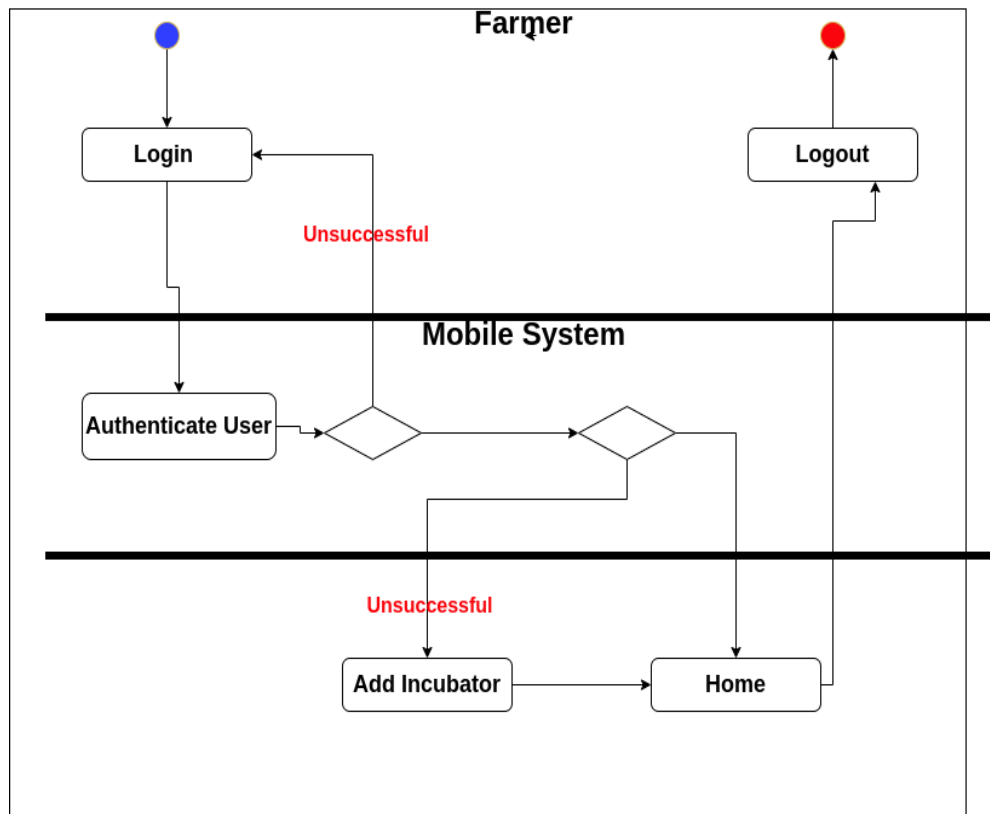 Farmer
Login
Logout
Unsuccessful
Mobile System
Authenticate User
Unsuccessful
Add Incubator
Home